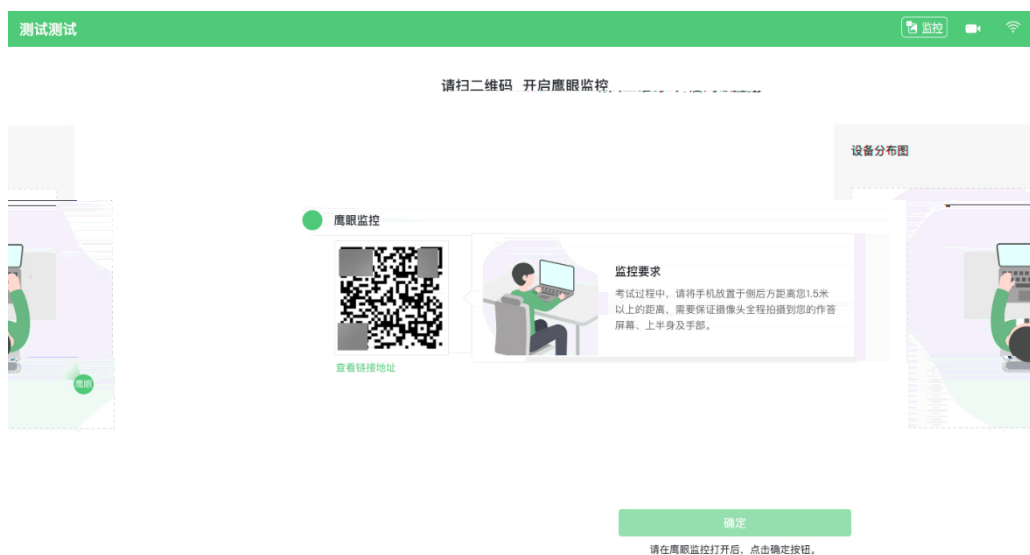 测试测试
监控
请扫二维码 开启鹰眼监控
设备分布图
鹰眼监控
监控要求
考试过程中，请将手机放置于侧后方距离您1.5米
以上的距离，需要保证摄像头全程拍摄到您的作答
屏幕、上半身及手部。
查看链接地址
鹰眼
确定
请在鹰眼监控打开后，点击确定按钮。